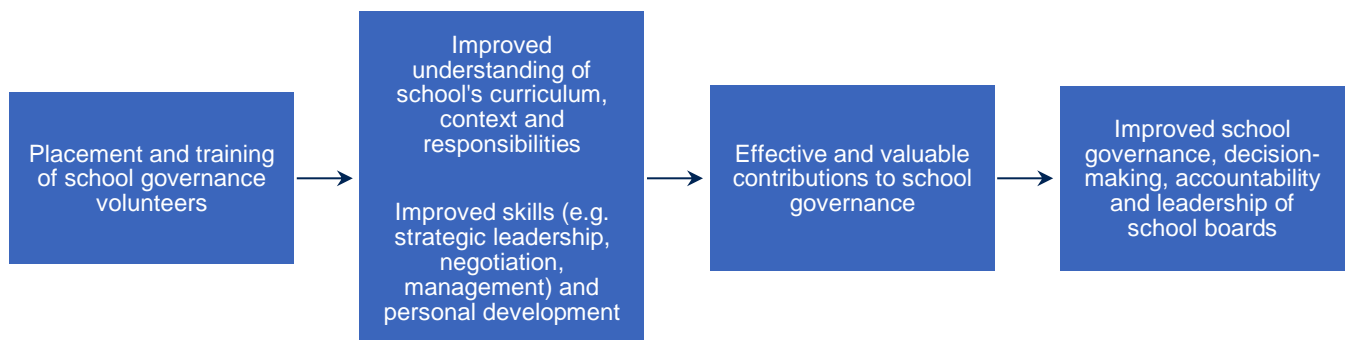 Placement and training
of school governance
volunteers
Improved
understanding of
school's curriculum,
context and
responsibilities
Improved skills (e.g.
strategic leadership,
negotiation,
management) and
personal development
Effective and valuable
contributions to school
governance
Improved school
governance, decision-
making, accountability
and leadership of
school boards